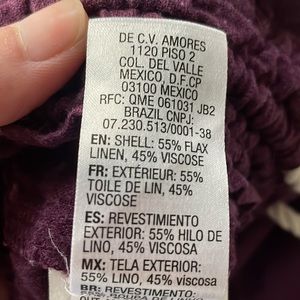 DE C.V. AMORES
1120 PISO 2
COL. DEL VALLE
MEXICO, D.F.CP
03100 MEXICO
RFC: QME 061031 JB2
BRAZIL CNPJ:
07.230.513/0001-38
EN: SHELL: 55% FLAX
LINEN, 45% VISCOSE
FR: EXTÉRIEUR: 55%
TOILE DE LIN, 45%
VISCOSE
ES: REVESTIMIENTO
EXTERIOR: 55% HILO DE
LINO, 45% VISCOSE
MX: TELA EXTERIOR:
55% LINO, 45% viscosa
BR: REVESTIMENTO: